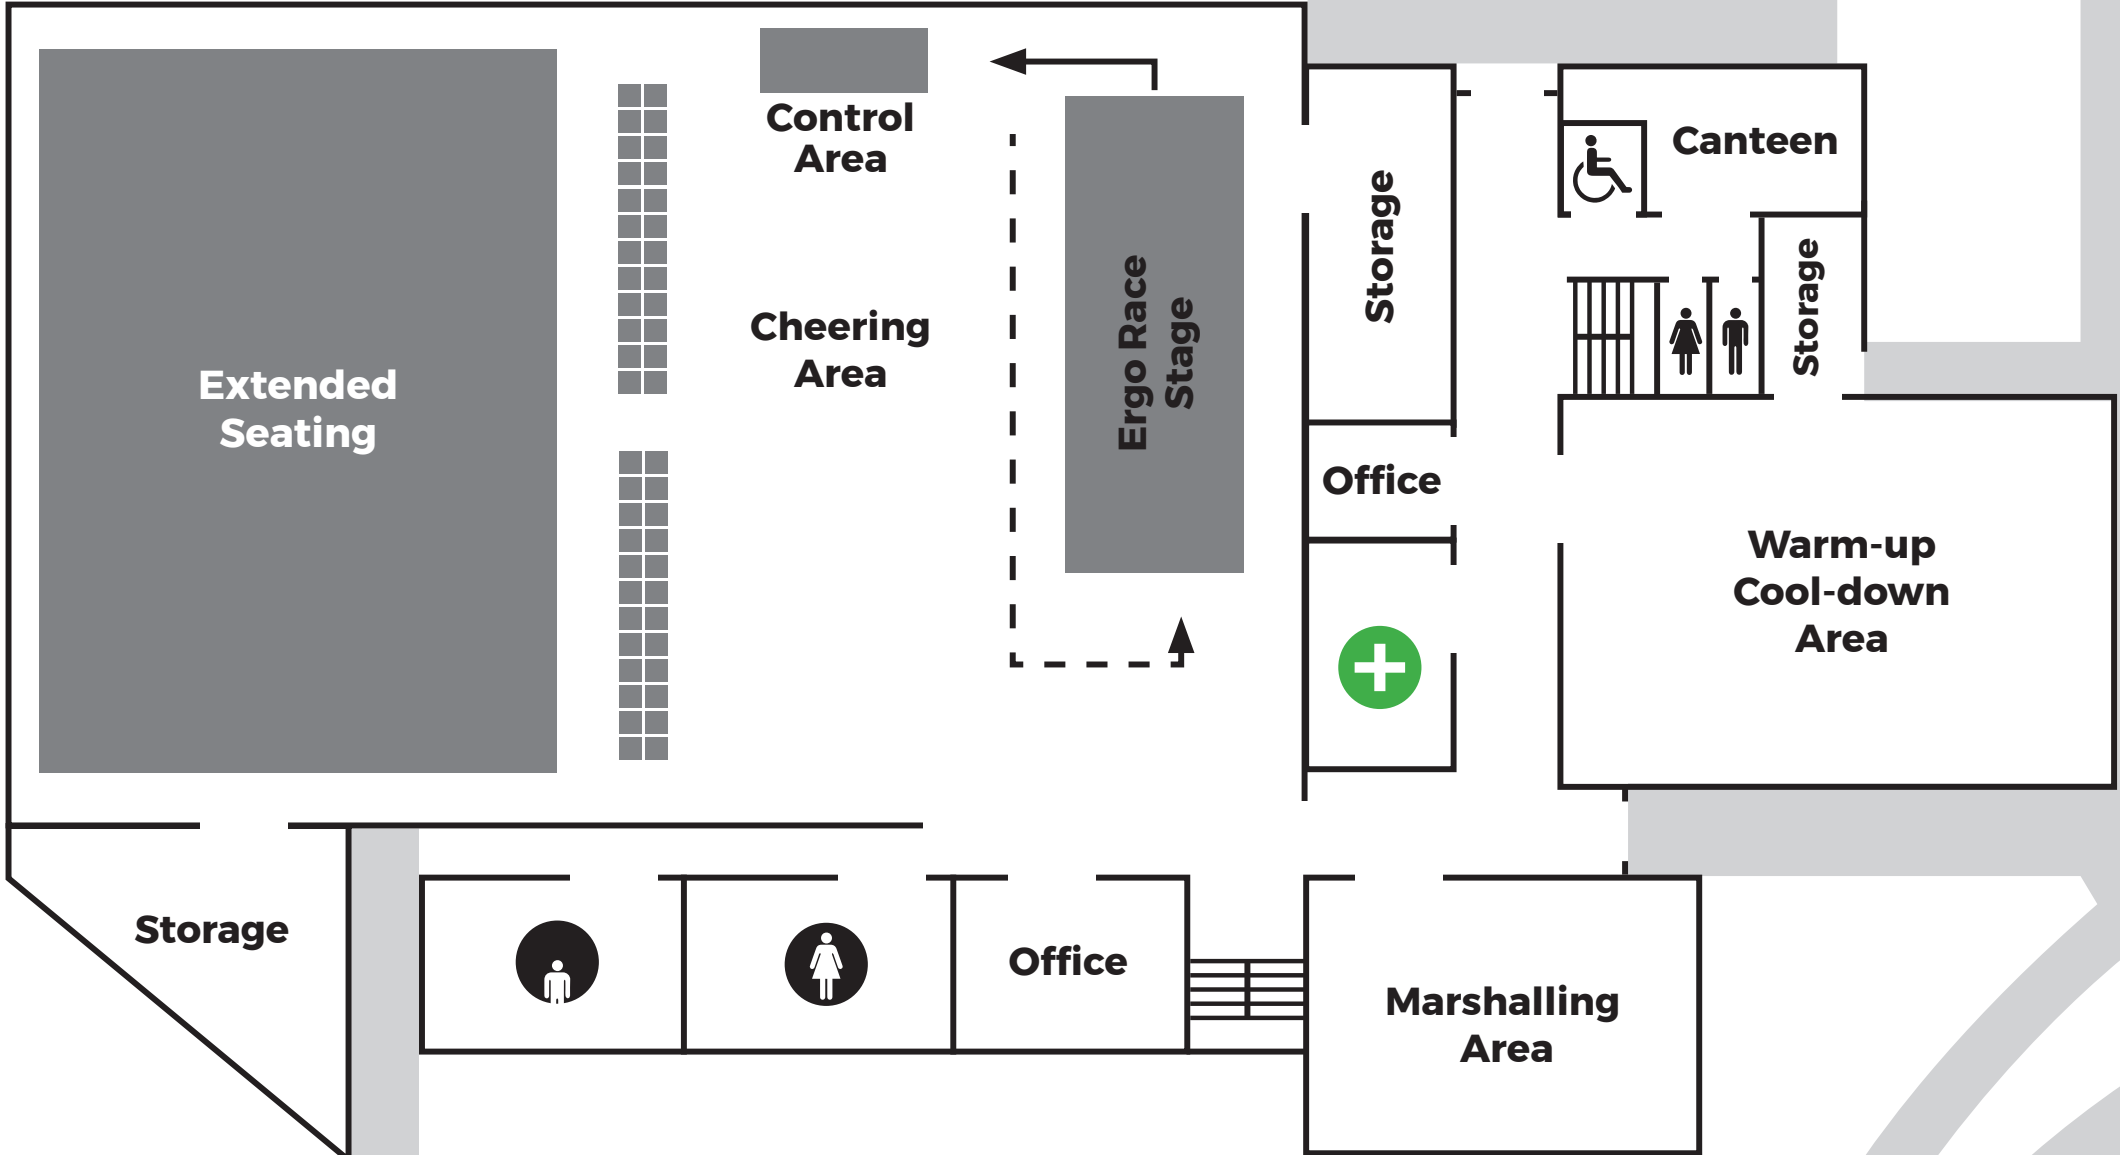 Control
Area
Canteen
Storage
Storage
Ergo Race
Stage
Cheering
Area
Extended
Seating
Office
Warm-up
Cool-down
Area
Storage
Office
Marshalling
Area